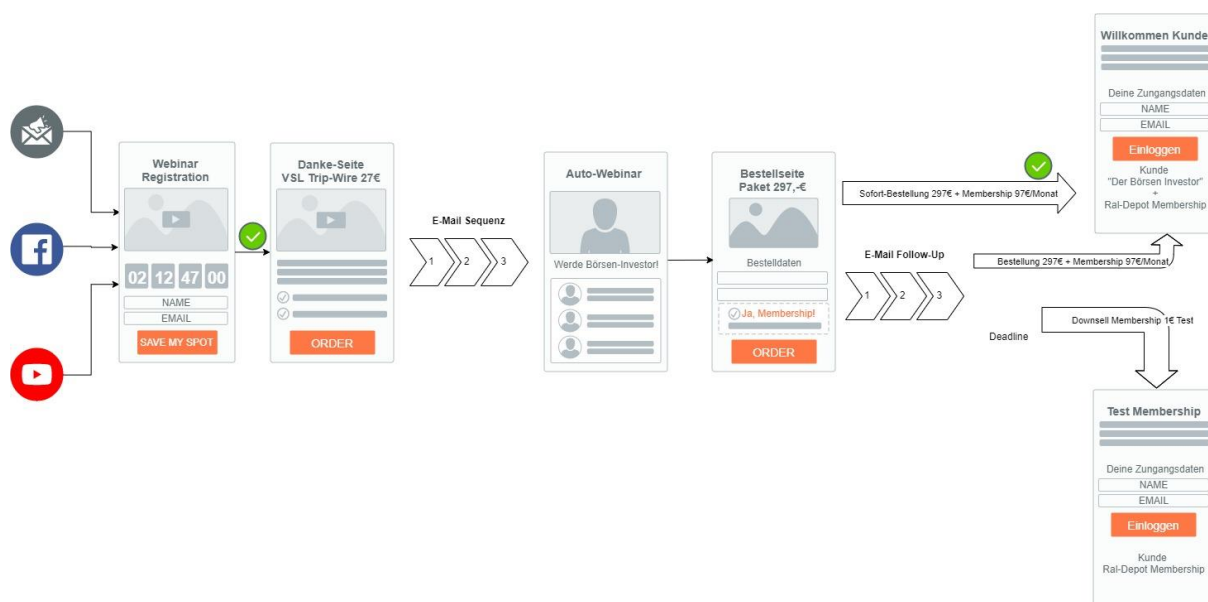 Webinar
Registration
02 12 47 00
NAME
EMAIL
SAVE MY SPOT
Danke-Seite
VSL Trip-Wire 27€
ORDER
E-Mail Sequenz
1 2 3
Auto-Webinar
Werde Börsen-Investor!
Bestellseite
Paket 297,-€
Bestelldaten
Ja, Membership!
ORDER
Sofort-Bestellung 297€ + Membership 97€/Monat
E-Mail Follow-Up
1 2 3
Bestellung 297€ + Membership 97€/Monat
Deadline
Downsell Membership 1€ Test
Willkommen Kunde
Deine Zungangsdaten
NAME
EMAIL
Einloggen
Kunde
"Der Börsen Investor"
+
Ral-Depot Membership
Test Membership
Deine Zungangsdaten
NAME
EMAIL
Einloggen
Kunde
Ral-Depot Membership